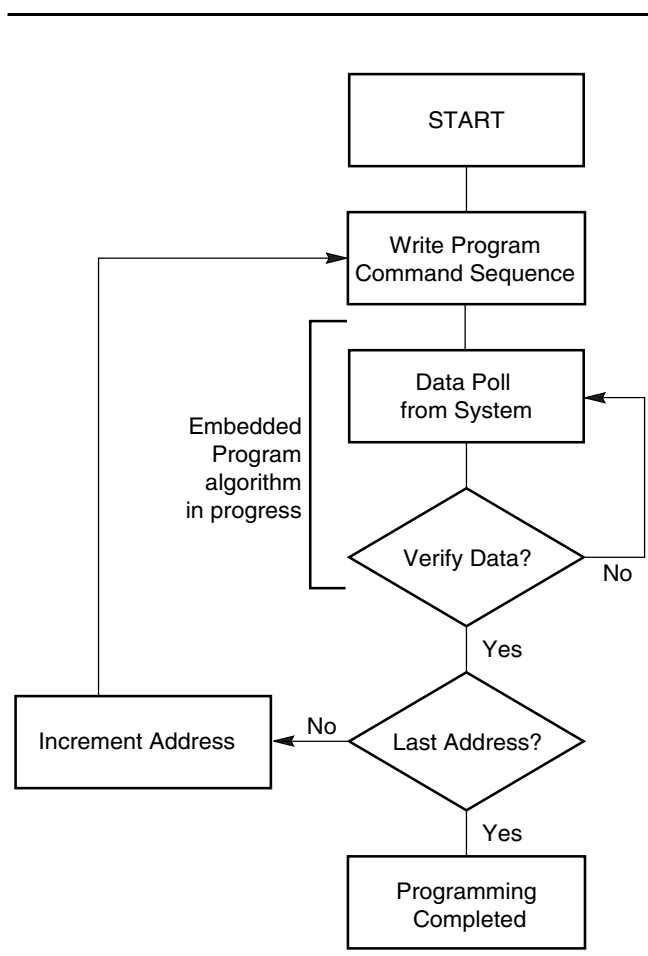 START
Write Program
Command Sequence
Data Poll
from System
Embedded
Program
algorithm
in progress
Verify Data?
No
Yes
Last Address?
No
Increment Address
Yes
Programming
Completed